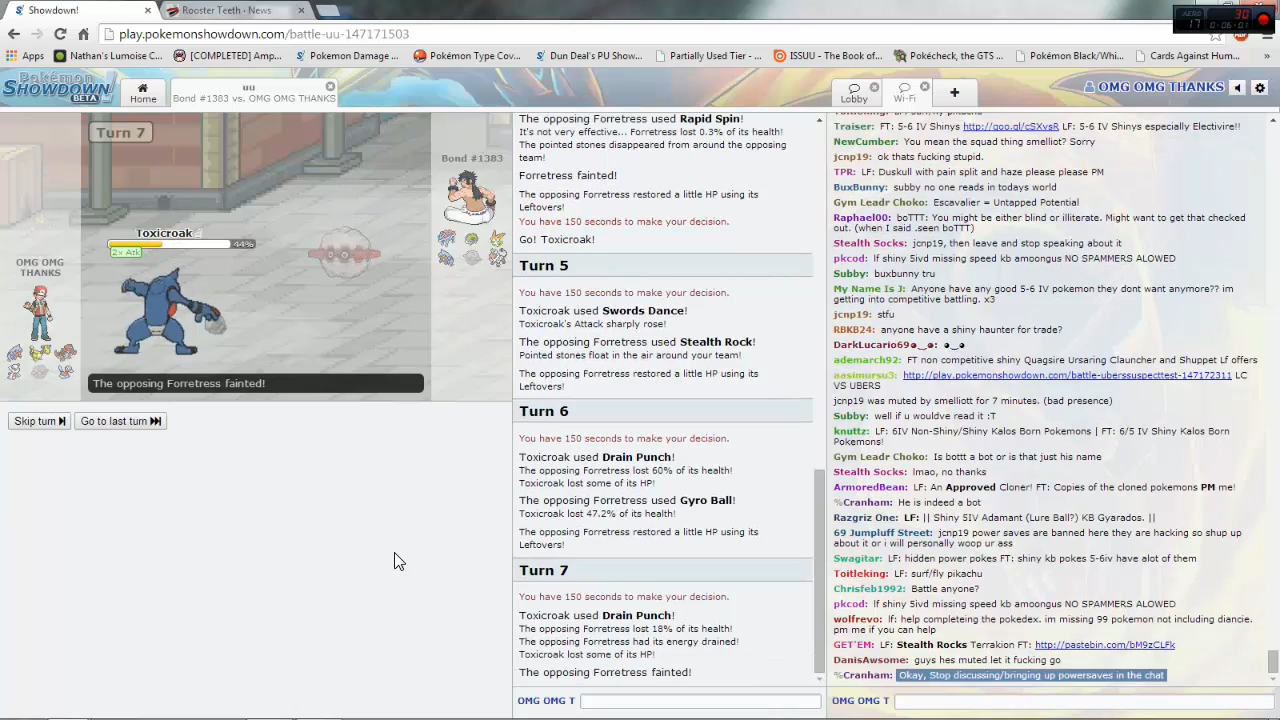 Showdown!
Rooster Teeth · News
play.pokemonshowdown.com/battle-uu-147171503
Apps
Nathan's Lumoise C...
[COMPLETED] Amp...
Pokemon Damage ...
Pokémon Type Cov...
Dun Deal's PU Show...
Partially Used Tier - ...
ISSUU - The Book of...
Pokécheck, the GTS ...
Pokémon Black/Whi...
Cards Against Hum...
AERO
17
30
0:06:01
Pokémon
Showdown
BETA
Home
uu
Bond #1383 vs. OMG OMG THANKS
Lobby
Wi-Fi
OMG OMG THANKS
Turn 7
Bond #1383
Toxicroak
44%
2x Atk
OMG OMG
THANKS
The opposing Forretress fainted!
Skip turn
Go to last turn
The opposing Forretress used Rapid Spin!
It's not very effective... Forretress lost 0.3% of its health!
The pointed stones disappeared from around the opposing
team!
Forretress fainted!
The opposing Forretress restored a little HP using its
Leftovers!
You have 150 seconds to make your decision.
Go! Toxicroak!
Turn 5
You have 150 seconds to make your decision.
Toxicroak used Swords Dance!
Toxicroak's Attack sharply rose!
The opposing Forretress used Stealth Rock!
Pointed stones float in the air around your team!
The opposing Forretress restored a little HP using its
Leftovers!
Turn 6
You have 150 seconds to make your decision.
Toxicroak used Drain Punch!
The opposing Forretress lost 60% of its health!
Toxicroak lost some of its HP!
The opposing Forretress used Gyro Ball!
Toxicroak lost 47.2% of its health!
The opposing Forretress restored a little HP using its
Leftovers!
Turn 7
You have 150 seconds to make your decision.
Toxicroak used Drain Punch!
The opposing Forretress lost 18% of its health!
The opposing Forretress had its energy drained!
Toxicroak lost some of its HP!
The opposing Forretress fainted!
OMG OMG T
Traiser: FT: 5-6 IV Shinys http://goo.gl/cSXvsR LF: 5-6 IV Shinys especially Electivire!!
NewCumber: You mean the squad thing smelliot? Sorry
jcnp19: ok thats fucking stupid.
TPR: LF: Duskull with pain split and haze please please PM
BuxBunny: subby no one reads in todays world
Gym Leadr Choko: Escavalier = Untapped Potential
Raphael00: boTTT: You might be either blind or illiterate. Might want to get that checked
out. (when I said .seen boTTT)
Stealth Socks: jcnp19, then leave and stop speaking about it
pkcod: lf shiny 5ivd missing speed kb amoongus NO SPAMMERS ALOWED
Subby: buxbunny tru
My Name Is J: Anyone have any good 5-6 IV pokemon they dont want anymore?? im
getting into competitive battling. x3
jcnp19: stfu
RBKB24: anyone have a shiny haunter for trade?
ademarch92: FT non competitive shiny Quagsire Ursaring Clauncher and Shuppet Lf offers
aasimursu3: http://play.pokemonshowdown.com/battle-uberssuspecttest-147172311 LC
VS UBERS
jcnp19 was muted by smelliott for 7 minutes. (bad presence)
Subby: well if u wouldve read it :T
knuttz: LF: 6IV Non-Shiny/Shiny Kalos Born Pokemons | FT: 6/5 IV Shiny Kalos Born
Pokemons!
Gym Leadr Choko: Is bottt a bot or is that just his name
Stealth Socks: lmao, no thanks
ArmoredBean: LF: An Approved Cloner! FT: Copies of the cloned pokemons PM me!
%Cranham: He is indeed a bot
Razgriz One: LF: || Shiny 5IV Adamant (Lure Ball?) KB Gyarados. ||
69 Jumpluff Street: jcnp19 power saves are banned here they are hacking so shup up
about it or i will personally woop ur ass
Swagitar: LF: hidden power pokes FT: shiny kb pokes 5-6iv have alot of them
Toitleking: LF: surf/fly pikachu
Chrisfeb1992: Battle anyone?
pkcod: lf shiny 5ivd missing speed kb amoongus NO SPAMMERS ALOWED
wolfrevo: lf: help completing the pokedex. im missing 99 pokemon not including diancie.
pm me if you can help
GET'EM: LF: Stealth Rocks Terrakion FT: http://pastebin.com/bM9zCLFk
DanisAwsome: guys hes muted let it fucking go
%Cranham: Okay, Stop discussing/bringing up powersaves in the chat
OMG OMG T